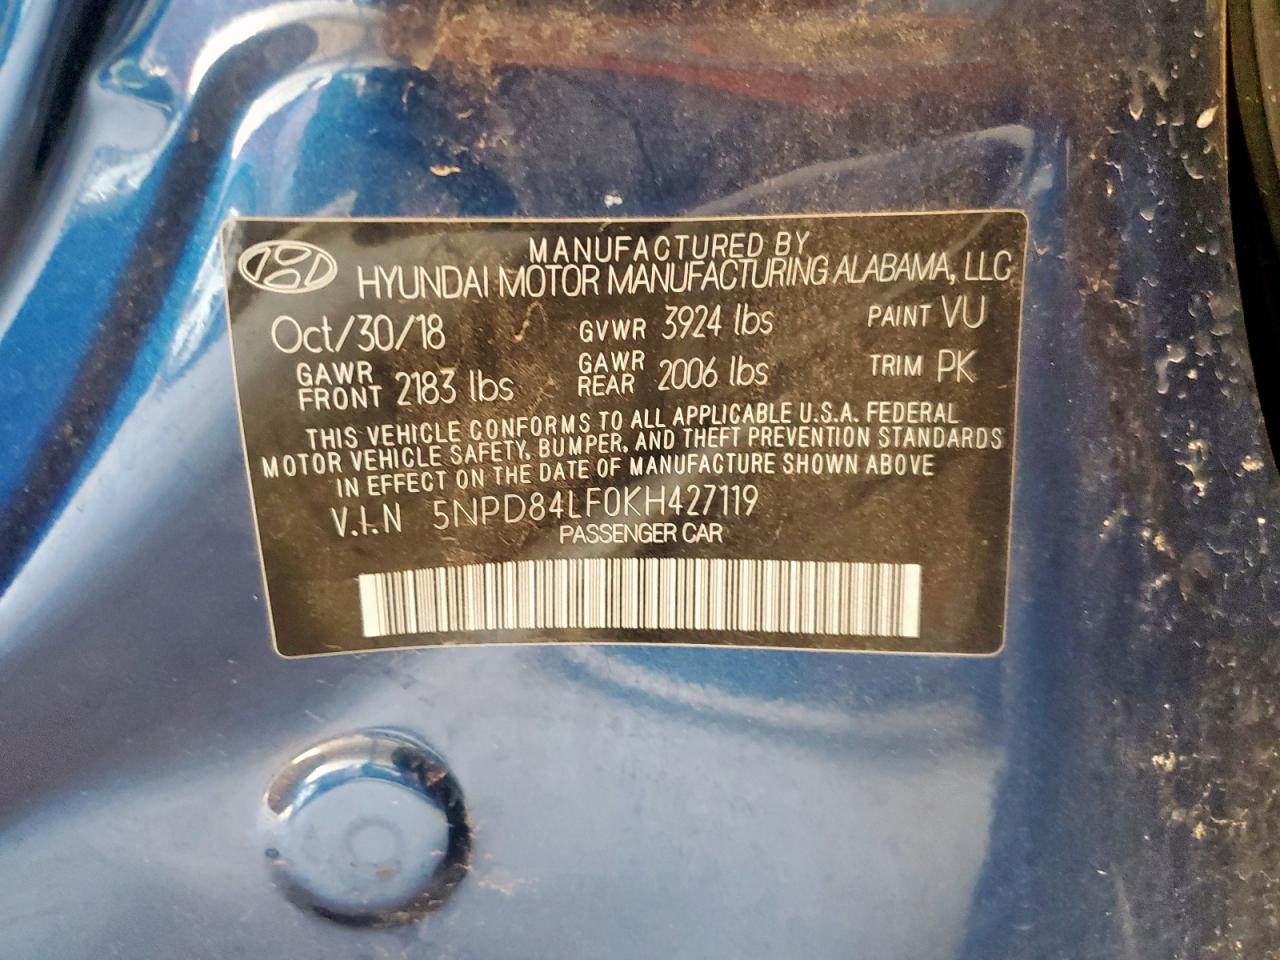 MANUFACTURED BY
HYUNDAI MOTOR MANUFACTURING ALABAMA, LLC
Oct/30/18 GVWR 3924 lbs PAINT VU
GAWR FRONT 2183 lbs GAWR REAR 2006 lbs TRIM PK
THIS VEHICLE CONFORMS TO ALL APPLICABLE U.S.A. FEDERAL
MOTOR VEHICLE SAFETY, BUMPER, AND THEFT PREVENTION STANDARDS
IN EFFECT ON THE DATE OF MANUFACTURE SHOWN ABOVE
V.I.N 5NPD84LF0KH427119
PASSENGER CAR